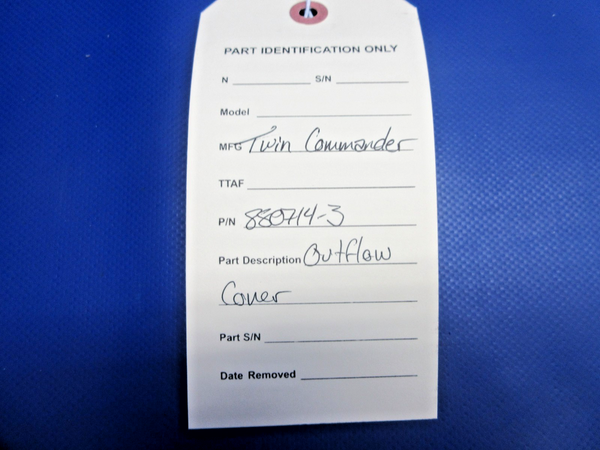 PART IDENTIFICATION ONLY
N S/N
Model
MFG Twin Commander
TTAF
P/N 880714-3
Part Description Outflow
Cover
Part S/N
Date Removed